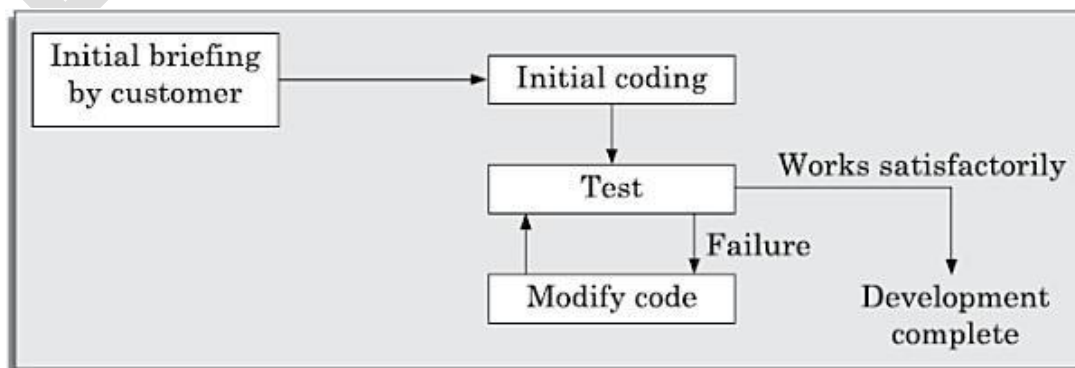 Initial briefing
by customer
Initial coding
Test
Works satisfactorily
Failure
Modify code
Development
complete